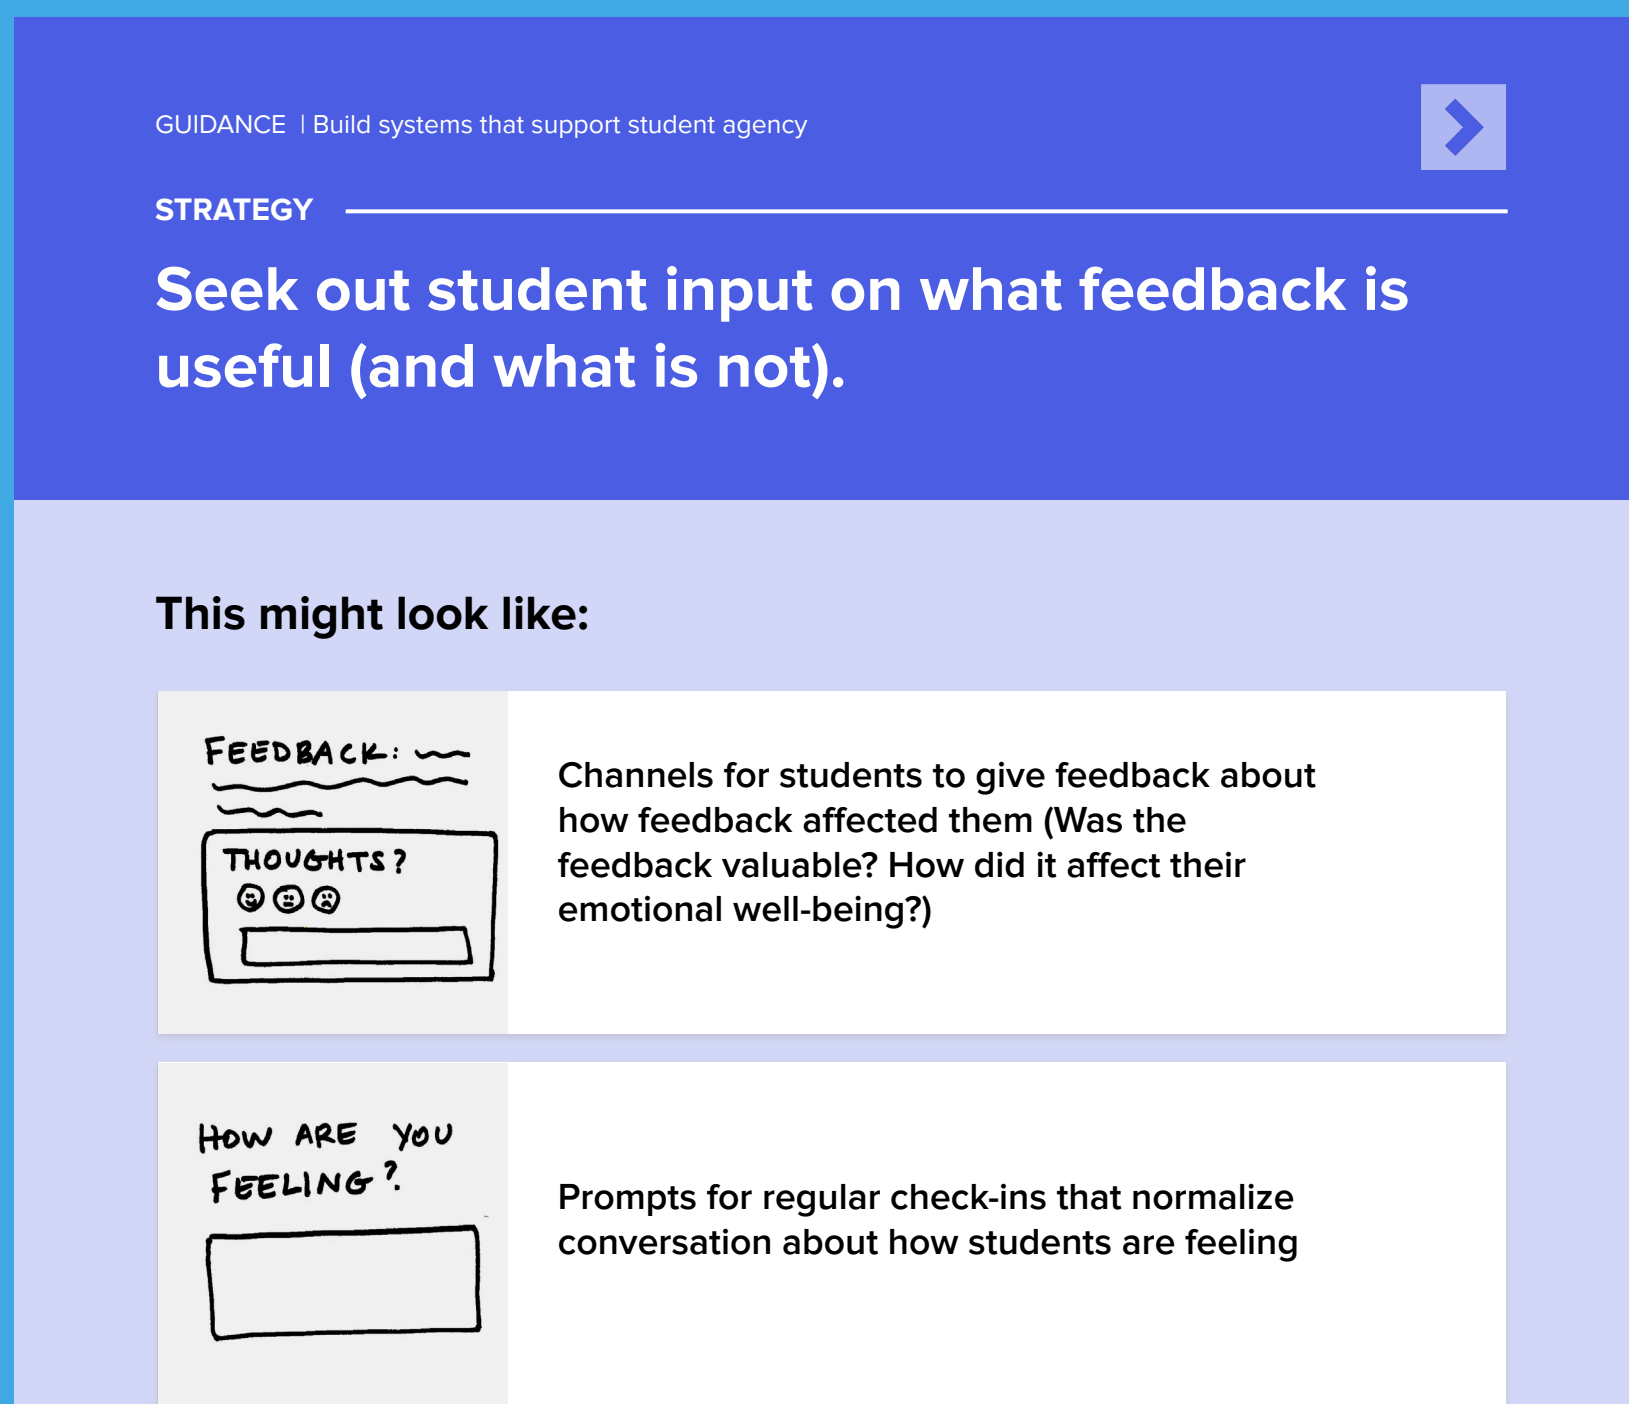 GUIDANCE | Build systems that support student agency
STRATEGY
Seek out student input on what feedback is
useful (and what is not).
This might look like:
FEEDBACK:
THOUGHTS?
Channels for students to give feedback about
how feedback affected them (Was the
feedback valuable? How did it affect their
emotional well-being?)
HOW ARE YOU
FEELING?
Prompts for regular check-ins that normalize
conversation about how students are feeling